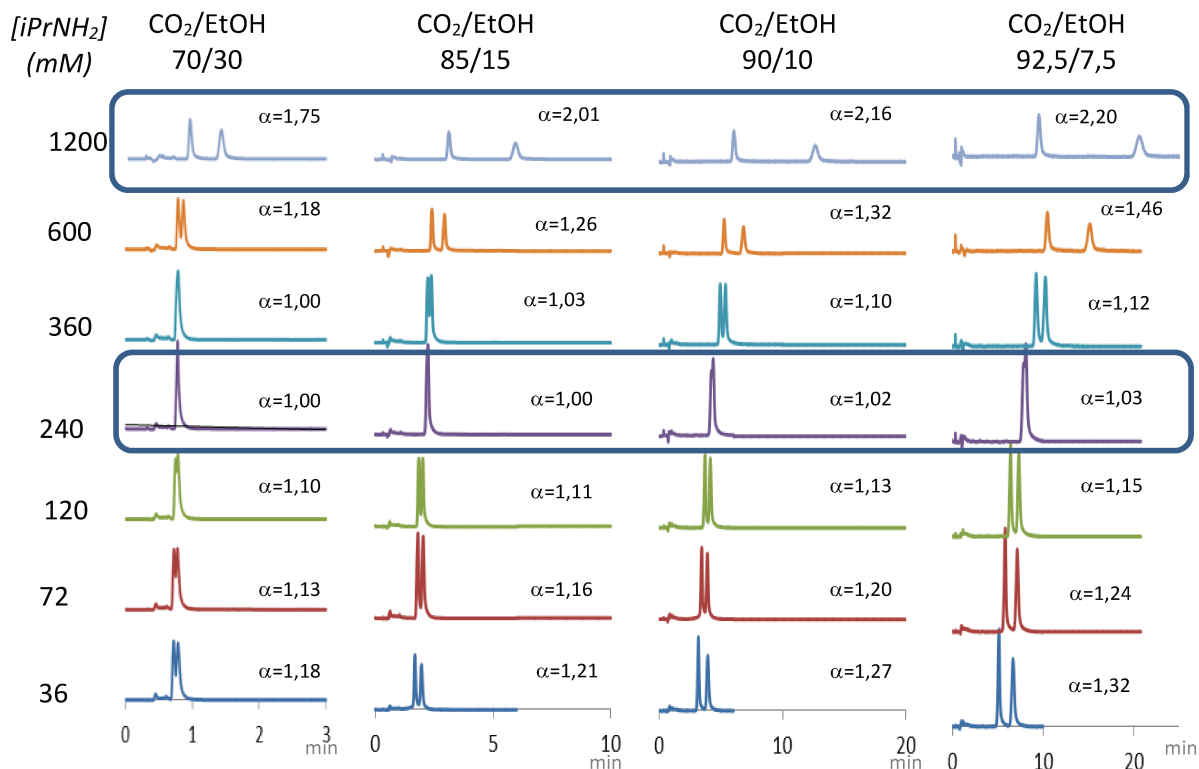 [iPrNH₂] CO₂/EtOH CO₂/EtOH CO₂/EtOH CO₂/EtOH
(mM) 70/30 85/15 90/10 92,5/7,5
1200 α=1,75 α=2,01 α=2,16 α=2,20
600 α=1,18 α=1,26 α=1,32 α=1,46
360 α=1,00 α=1,03 α=1,10 α=1,12
240 α=1,00 α=1,00 α=1,02 α=1,03
120 α=1,10 α=1,11 α=1,13 α=1,15
72 α=1,13 α=1,16 α=1,20 α=1,24
36 α=1,18 α=1,21 α=1,27 α=1,32
0 1 2 3 0 5 10 0 10 20 0 10 20
min min min min